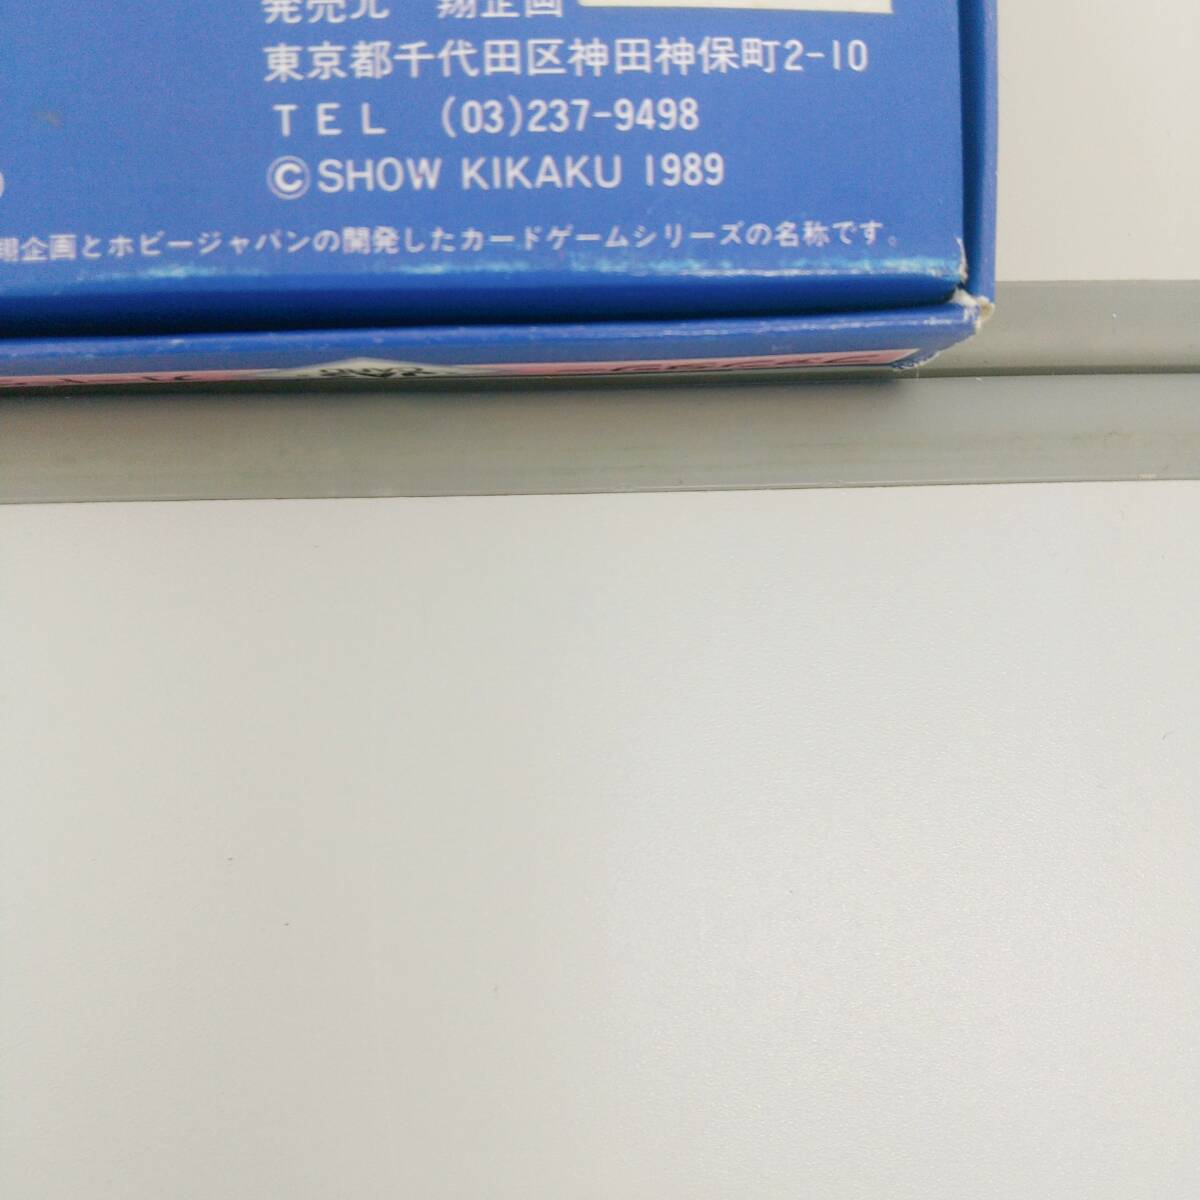 発売元 翔企画
東京都千代田区神田神保町2-10
TEL (03)237-9498
©SHOW KIKAKU 1989
翔企画とホビージャパンの開発したカードゲームシリーズの名称です。